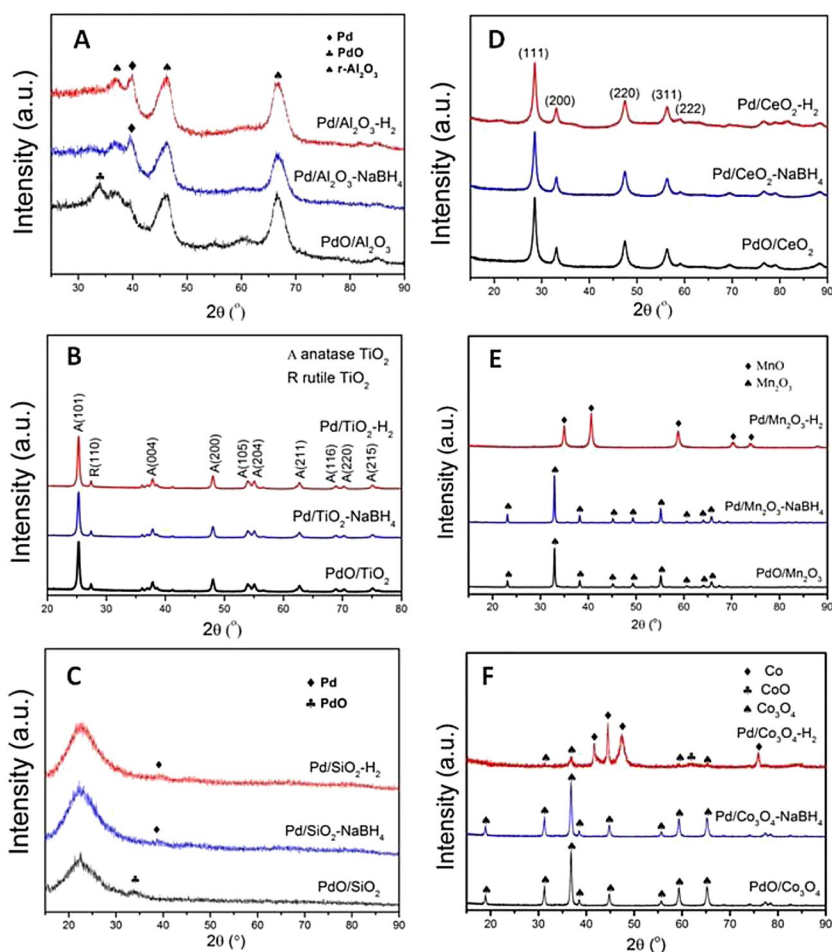 A
♦ Pd
♣ PdO
♠ r-Al₂O₃
Pd/Al₂O₃-H₂
Pd/Al₂O₃-NaBH₄
PdO/Al₂O₃
Intensity (a.u.)
20 30 40 50 60 70 80 90
2θ (°)
D
(111)
(200)
(220)
(311)
(222)
Pd/CeO₂-H₂
Pd/CeO₂-NaBH₄
PdO/CeO₂
Intensity (a.u.)
20 30 40 50 60 70 80 90
2θ (°)
B
A anatase TiO₂
R rutile TiO₂
A(101)
R(110)
A(004)
A(200)
A(105)
A(204)
A(211)
A(116)
A(220)
A(215)
Pd/TiO₂-H₂
Pd/TiO₂-NaBH₄
PdO/TiO₂
Intensity (a.u.)
20 30 40 50 60 70 80
2θ (°)
E
♦ MnO
♠ Mn₂O₃
Pd/Mn₂O₃-H₂
Pd/Mn₂O₃-NaBH₄
PdO/Mn₂O₃
Intensity (a.u.)
20 30 40 50 60 70 80 90
2θ (°)
C
♦ Pd
♣ PdO
Pd/SiO₂-H₂
Pd/SiO₂-NaBH₄
PdO/SiO₂
Intensity (a.u.)
20 30 40 50 60 70 80 90
2θ (°)
F
♦ Co
♣ CoO
♠ Co₃O₄
Pd/Co₃O₄-H₂
Pd/Co₃O₄-NaBH₄
PdO/Co₃O₄
Intensity (a.u.)
20 30 40 50 60 70 80 90
2θ (°)